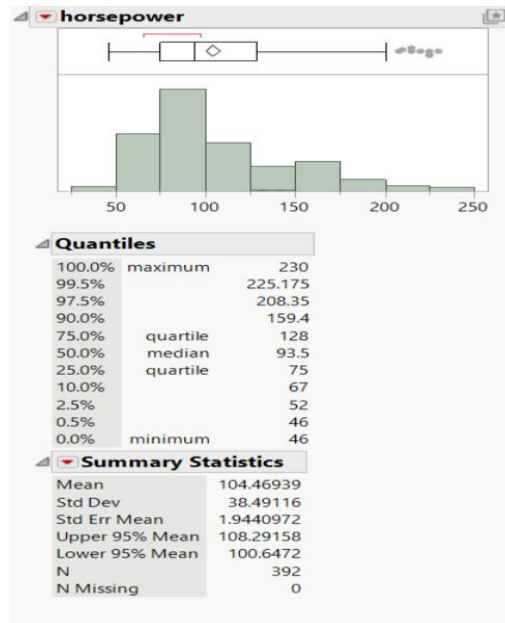 horsepower
50 100 150 200 250
Quantiles
100.0% maximum 230
99.5% 225.175
97.5% 208.35
90.0% 159.4
75.0% quartile 128
50.0% median 93.5
25.0% quartile 75
10.0% 67
2.5% 52
0.5% 46
0.0% minimum 46
Summary Statistics
Mean 104.46939
Std Dev 38.49116
Std Err Mean 1.9440972
Upper 95% Mean 108.29158
Lower 95% Mean 100.6472
N 392
N Missing 0